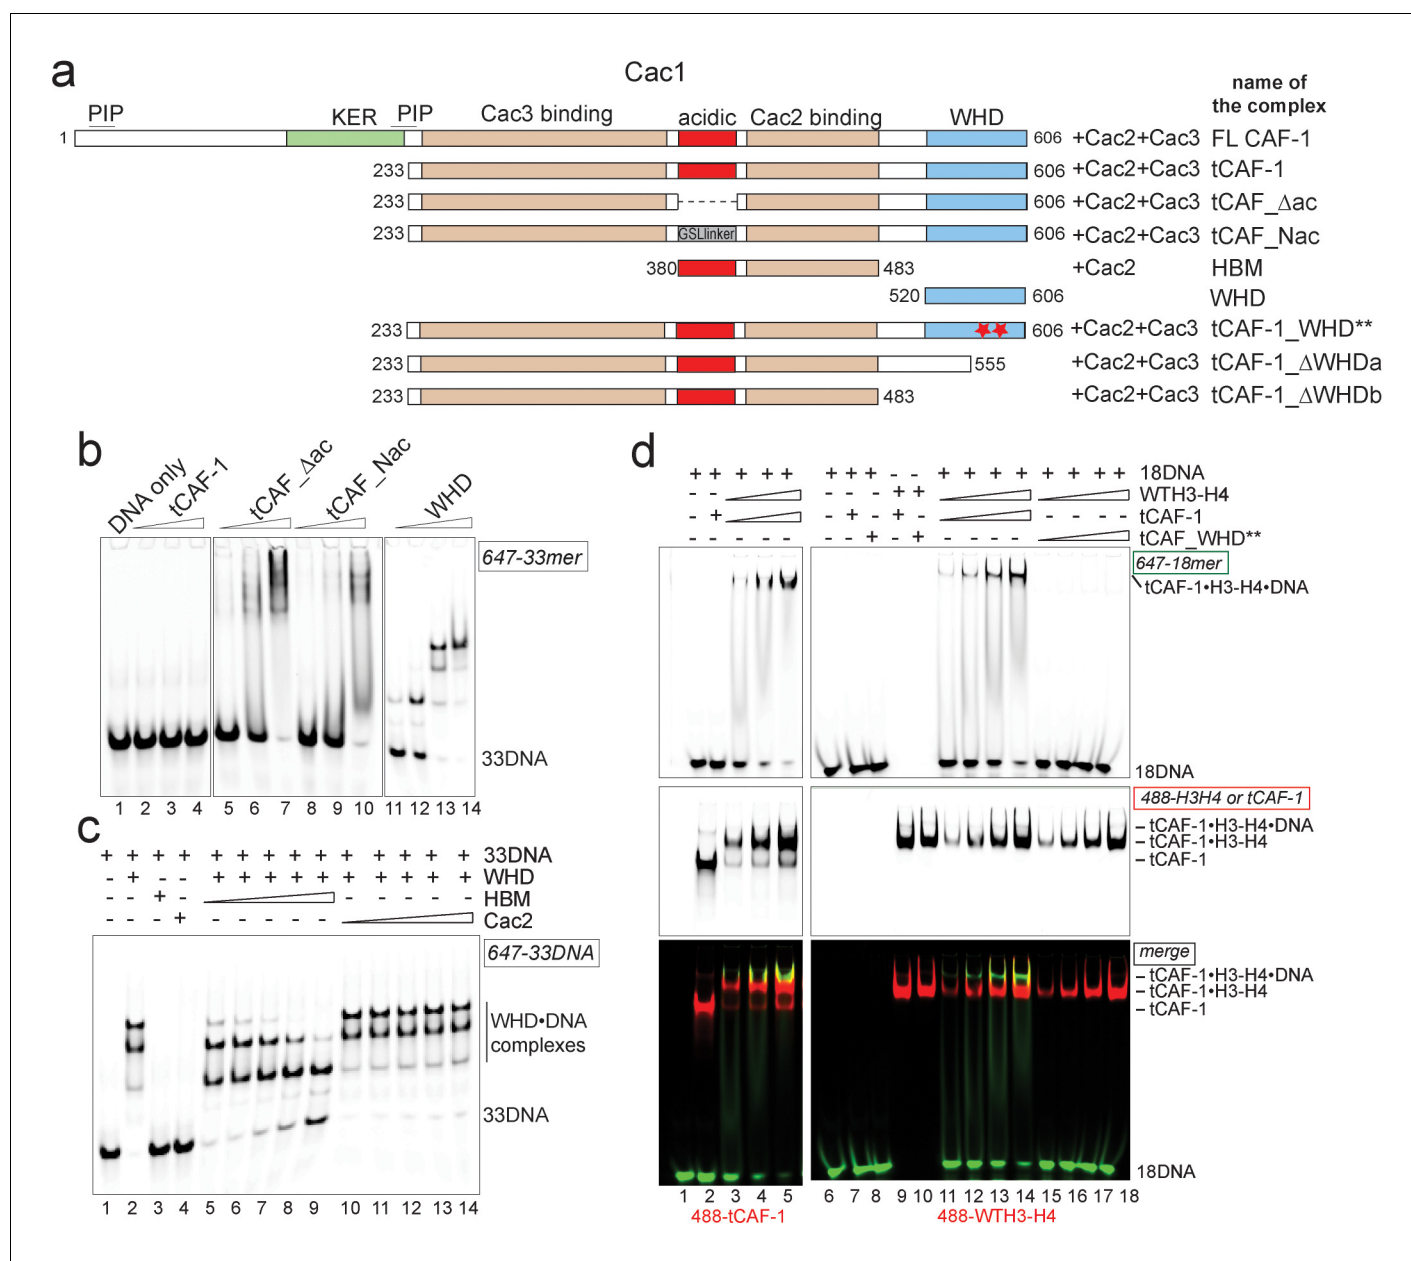 a
Cac1
name of
the complex
PIP KER PIP Cac3 binding acidic Cac2 binding WHD
1 606 +Cac2+Cac3 FL CAF-1
233 606 +Cac2+Cac3 tCAF-1
233 606 +Cac2+Cac3 tCAF_Δac
233 GSLlinker 606 +Cac2+Cac3 tCAF_Nac
380 483 +Cac2 HBM
520 606 WHD
233 606 +Cac2+Cac3 tCAF-1_WHD**
233 555 +Cac2+Cac3 tCAF-1_ΔWHDa
233 483 +Cac2+Cac3 tCAF-1_ΔWHDb
b
DNA only tCAF-1 tCAF_Δac tCAF_Nac WHD
647-33mer
33DNA
1 2 3 4 5 6 7 8 9 10 11 12 13 14
c
+ + + + + + + + + + + + + + 33DNA
- + - - + + + + + + + + + + WHD
- - + - - - - - - HBM
- - - + - - - - - Cac2
647-33DNA
WHD•DNA
complexes
33DNA
1 2 3 4 5 6 7 8 9 10 11 12 13 14
d
+ + + + + + + + - - + + + + + + + + 18DNA
- - - - - + + WTH3-H4
- + - + - + - - - - - tCAF-1
- - + - + - - - - tCAF_WHD**
647-18mer
tCAF-1•H3-H4•DNA
18DNA
488-H3H4 or tCAF-1
tCAF-1•H3-H4•DNA
tCAF-1•H3-H4
tCAF-1
merge
tCAF-1•H3-H4•DNA
tCAF-1•H3-H4
tCAF-1
18DNA
1 2 3 4 5 6 7 8 9 10 11 12 13 14 15 16 17 18
488-tCAF-1 488-WTH3-H4